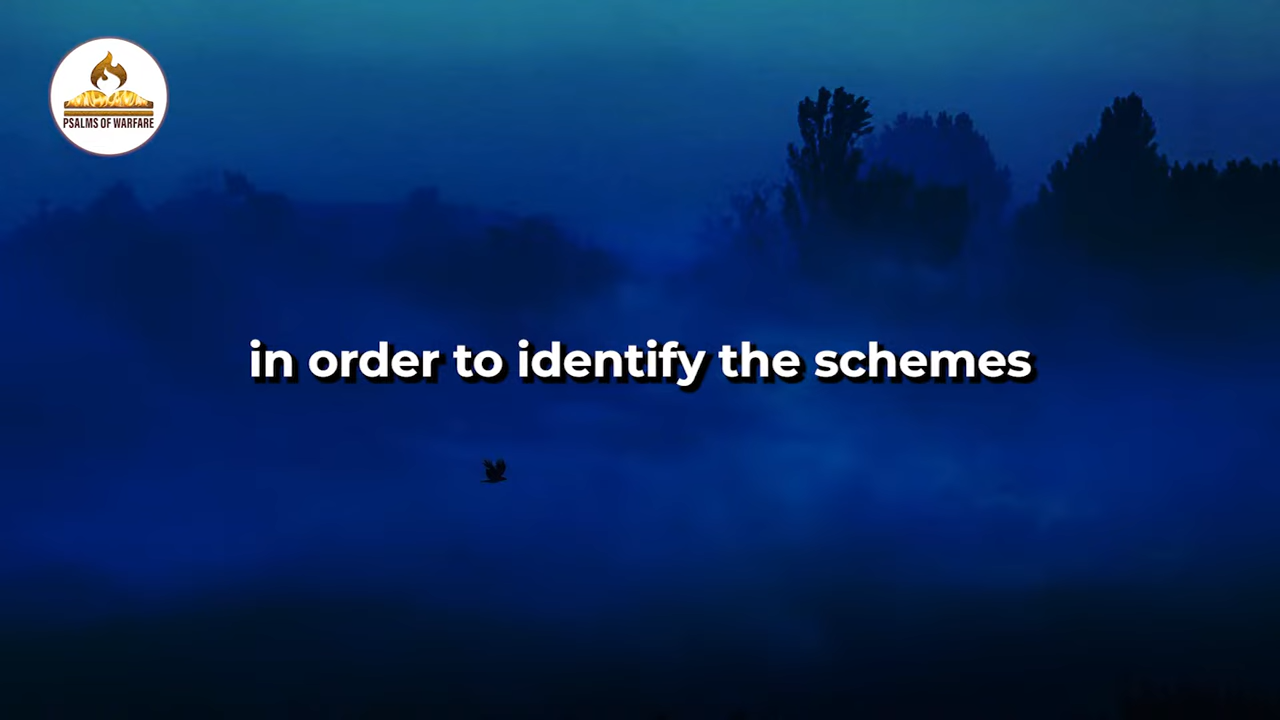 PSALMS OF WARFARE
in order to identify the schemes